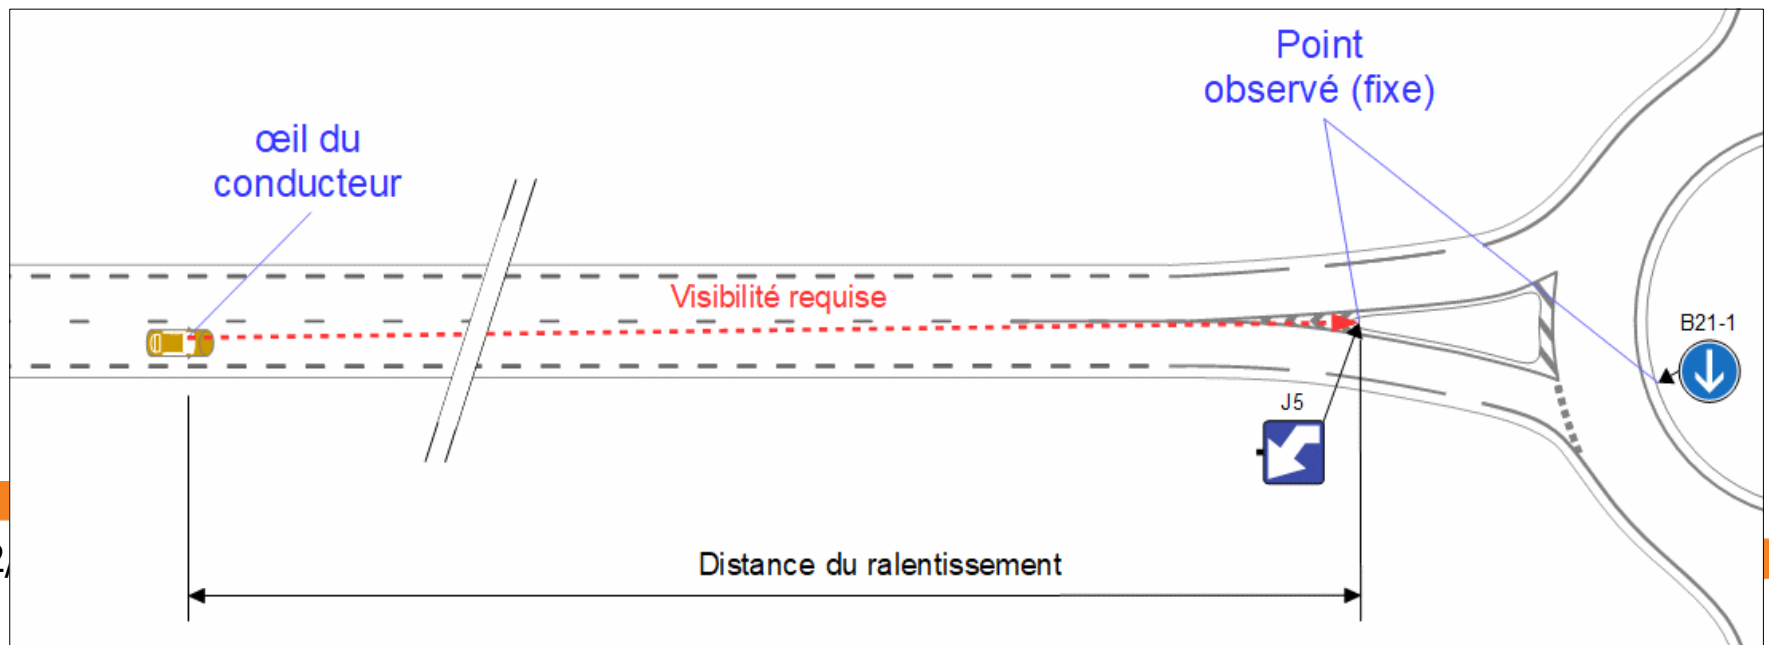 Point
observé (fixe)
œil du
conducteur
Visibilité requise
B21-1
J5
Distance du ralentissement